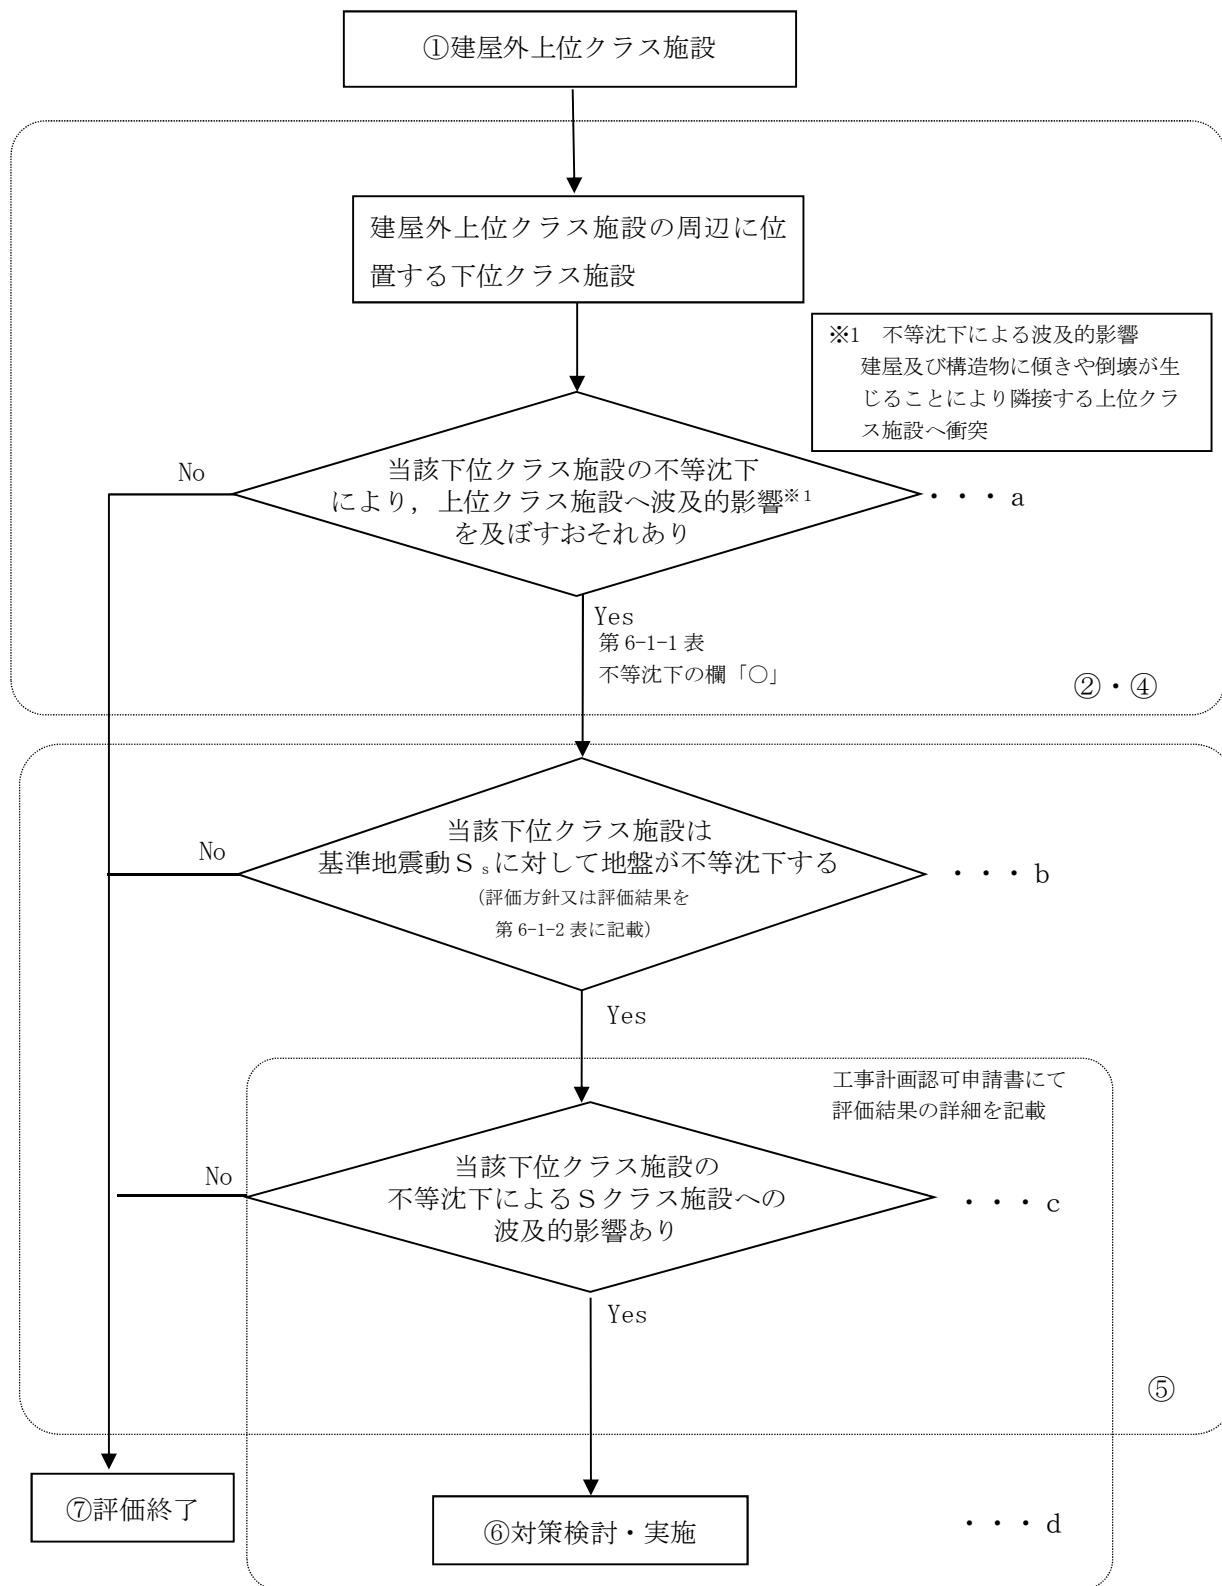 ①建屋外上位クラス施設
建屋外上位クラス施設の周辺に位
置する下位クラス施設
※1　不等沈下による波及的影響
建屋及び構造物に傾きや倒壊が生
じることにより隣接する上位クラ
ス施設へ衝突
No
当該下位クラス施設の不等沈下
により，上位クラス施設へ波及的影響※1
を及ぼすおそれあり
・・・a
Yes
第 6-1-1 表
不等沈下の欄「○」
②・④
No
当該下位クラス施設は
基準地震動Ｓｓに対して地盤が不等沈下する
(評価方針又は評価結果を
第 6-1-2 表に記載)
・・・b
Yes
工事計画認可申請書にて
評価結果の詳細を記載
No
当該下位クラス施設の
不等沈下によるＳクラス施設への
波及的影響あり
・・・c
Yes
⑤
⑦評価終了
⑥対策検討・実施
・・・d